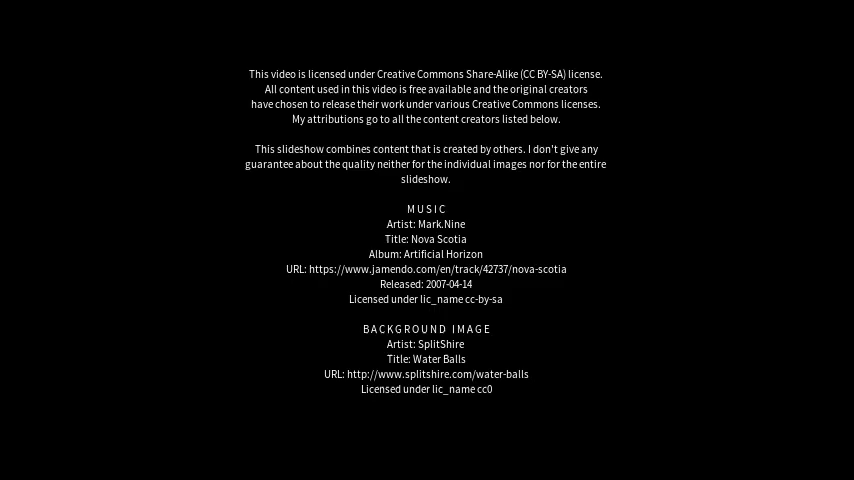 This video is licensed under Creative Commons Share-Alike (CC BY-SA) license.
All content used in this video is free available and the original creators
have chosen to release their work under various Creative Commons licenses.
My attributions go to all the content creators listed below.
This slideshow combines content that is created by others. I don't give any
guarantee about the quality neither for the individual images nor for the entire
slideshow.
MUSIC
Artist: Mark.Nine
Title: Nova Scotia
Album: Artificial Horizon
URL: https://www.jamendo.com/en/track/42737/nova-scotia
Released: 2007-04-14
Licensed under lic_name cc-by-sa
BACKGROUND IMAGE
Artist: SplitShire
Title: Water Balls
URL: http://www.splitshire.com/water-balls
Licensed under lic_name cc0